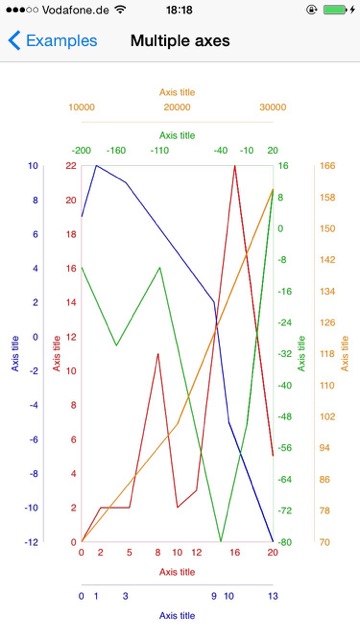 Vodafone.de 18:18
Examples Multiple axes
Axis title
10000 20000 30000
Axis title
-200 -160 -110 -40 -10 20
10 22 16 166
8 20 8 158
6 18 0 150
4 16 -8 142
2 14 -16 134
0 12 -24 126
-2 10 -32 118
-4 8 -40 110
-6 6 -48 102
-8 4 -56 94
-10 2 -64 86
-12 0 -72 78
-80 70
Axis title
Axis title
Axis title
Axis title
0 2 5 8 10 12 16 20
Axis title
0 1 3 9 10 13
Axis title